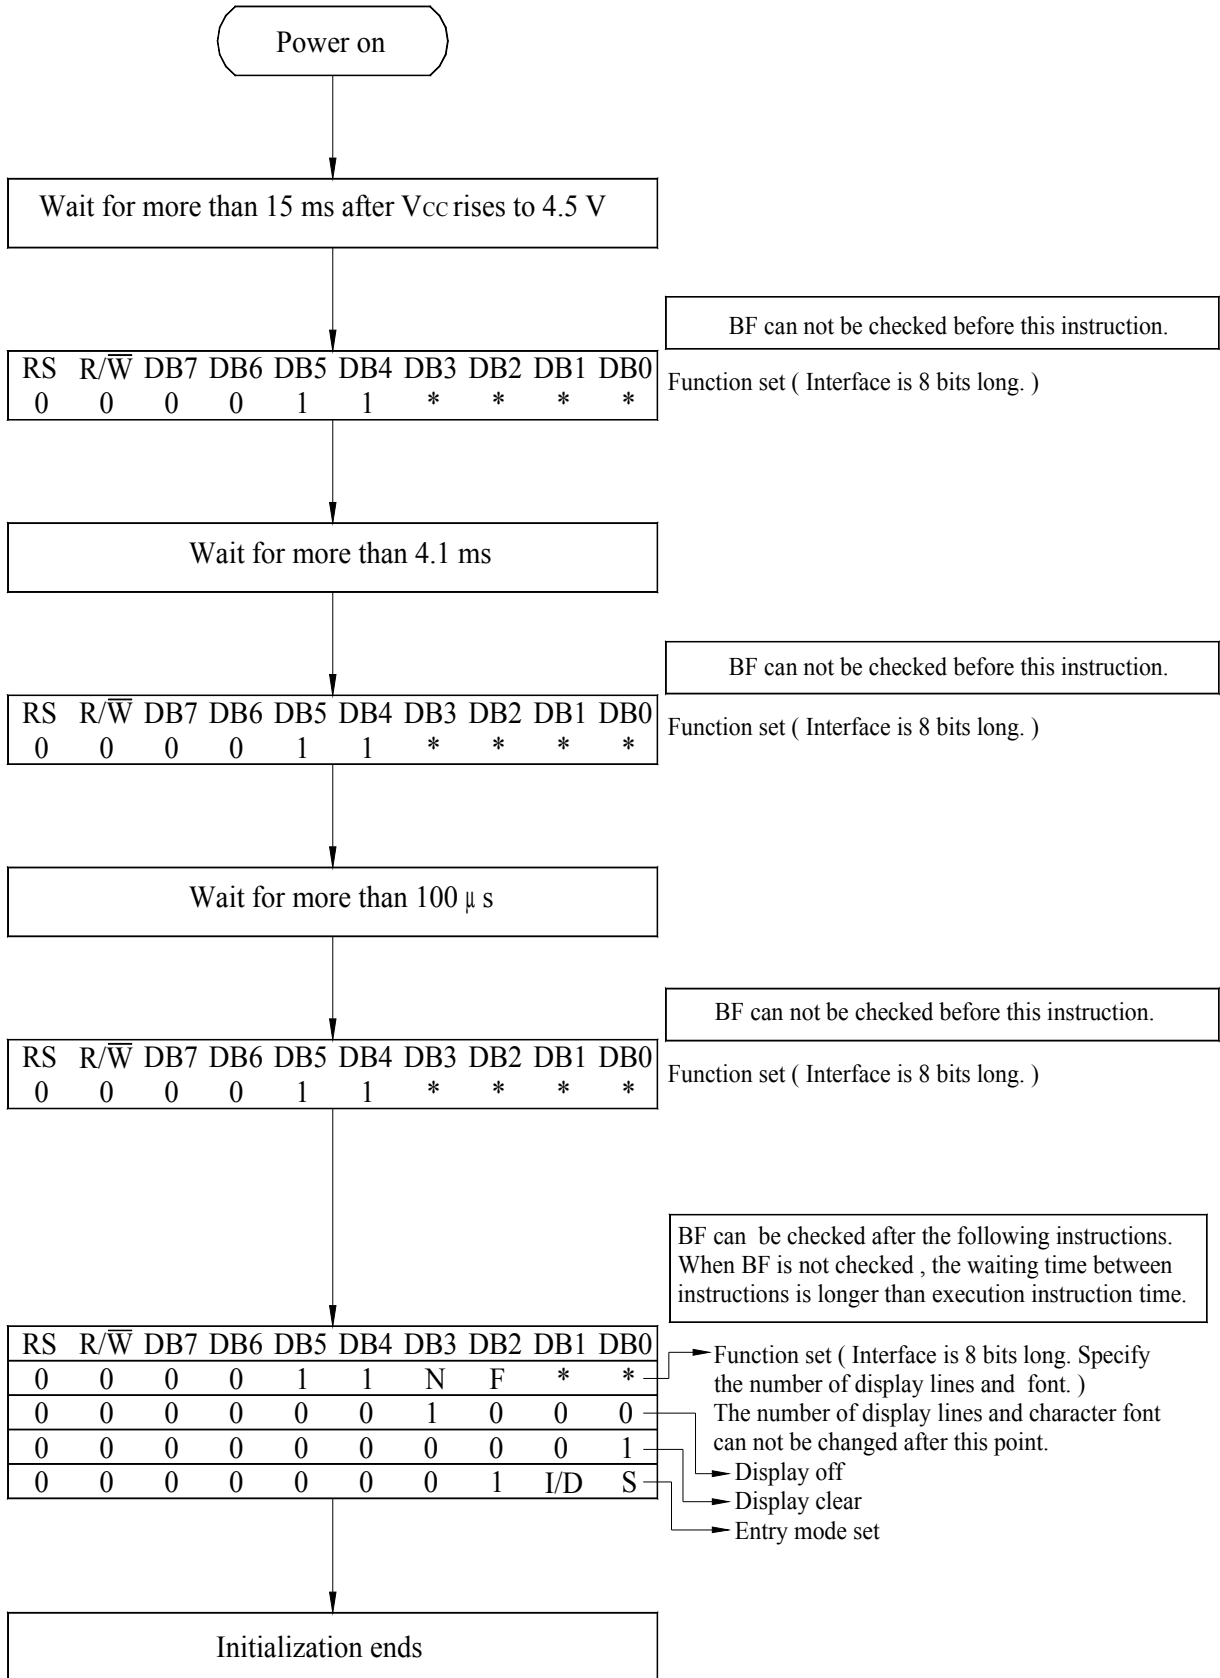 Power on
Wait for more than 15 ms after VCC rises to 4.5 V
BF can not be checked before this instruction.
RS R/W̅ DB7 DB6 DB5 DB4 DB3 DB2 DB1 DB0
0 0 0 0 1 1 * * * *
Function set ( Interface is 8 bits long. )
Wait for more than 4.1 ms
BF can not be checked before this instruction.
RS R/W̅ DB7 DB6 DB5 DB4 DB3 DB2 DB1 DB0
0 0 0 0 1 1 * * * *
Function set ( Interface is 8 bits long. )
Wait for more than 100 μ s
BF can not be checked before this instruction.
RS R/W̅ DB7 DB6 DB5 DB4 DB3 DB2 DB1 DB0
0 0 0 0 1 1 * * * *
Function set ( Interface is 8 bits long. )
BF can be checked after the following instructions.
When BF is not checked , the waiting time between
instructions is longer than execution instruction time.
RS R/W̅ DB7 DB6 DB5 DB4 DB3 DB2 DB1 DB0
0 0 0 0 1 1 N F * *
0 0 0 0 0 0 1 0 0 0
0 0 0 0 0 0 0 0 0 1
0 0 0 0 0 0 0 1 I/D S
Function set ( Interface is 8 bits long. Specify
the number of display lines and font. )
The number of display lines and character font
can not be changed after this point.
Display off
Display clear
Entry mode set
Initialization ends